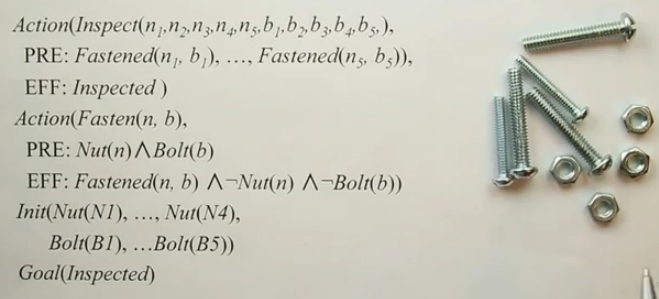 Action(Inspect(n1,n2,n3,n4,n5,b1,b2,b3,b4,b5,),
PRE: Fastened(n1, b1), …, Fastened(n5, b5)),
EFF: Inspected )
Action(Fasten(n, b),
PRE: Nut(n)∧Bolt(b)
EFF: Fastened(n, b) ∧¬Nut(n) ∧¬Bolt(b))
Init(Nut(N1), …, Nut(N4),
Bolt(B1), …Bolt(B5))
Goal(Inspected)